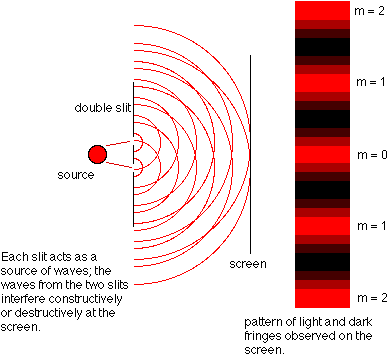 m = 2
m = 1
double slit
m = 0
source
m = 1
Each slit acts as a
source of waves; the
waves from the two slits
interfere constructively
or destructively at the
screen.
screen
m = 2
pattern of light and dark
fringes observed on the
screen.